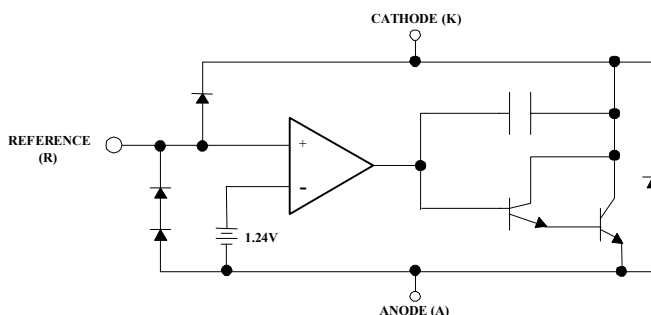 CATHODE (K)
REFERENCE
(R)
+
-
1.24V
ANODE (A)